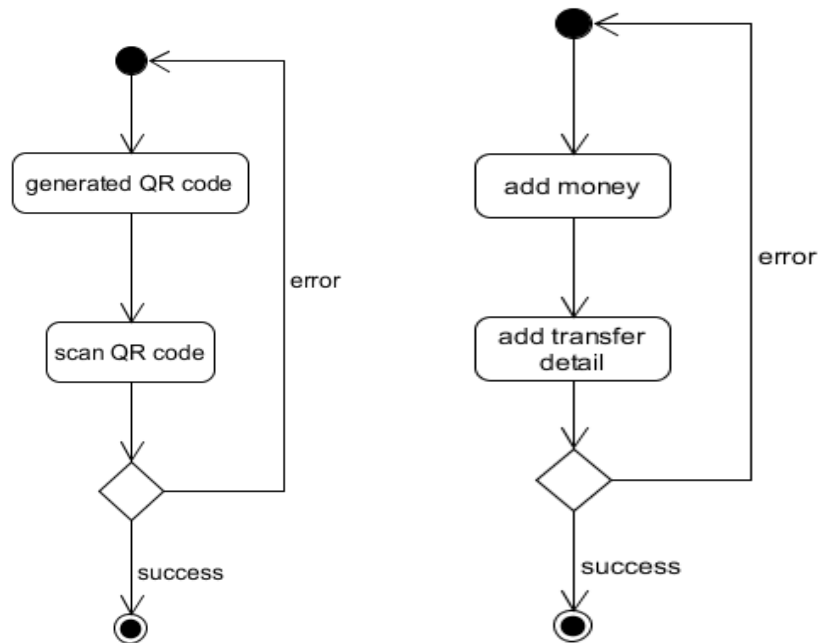 generated QR code
scan QR code
error
success
add money
add transfer
detail
error
success